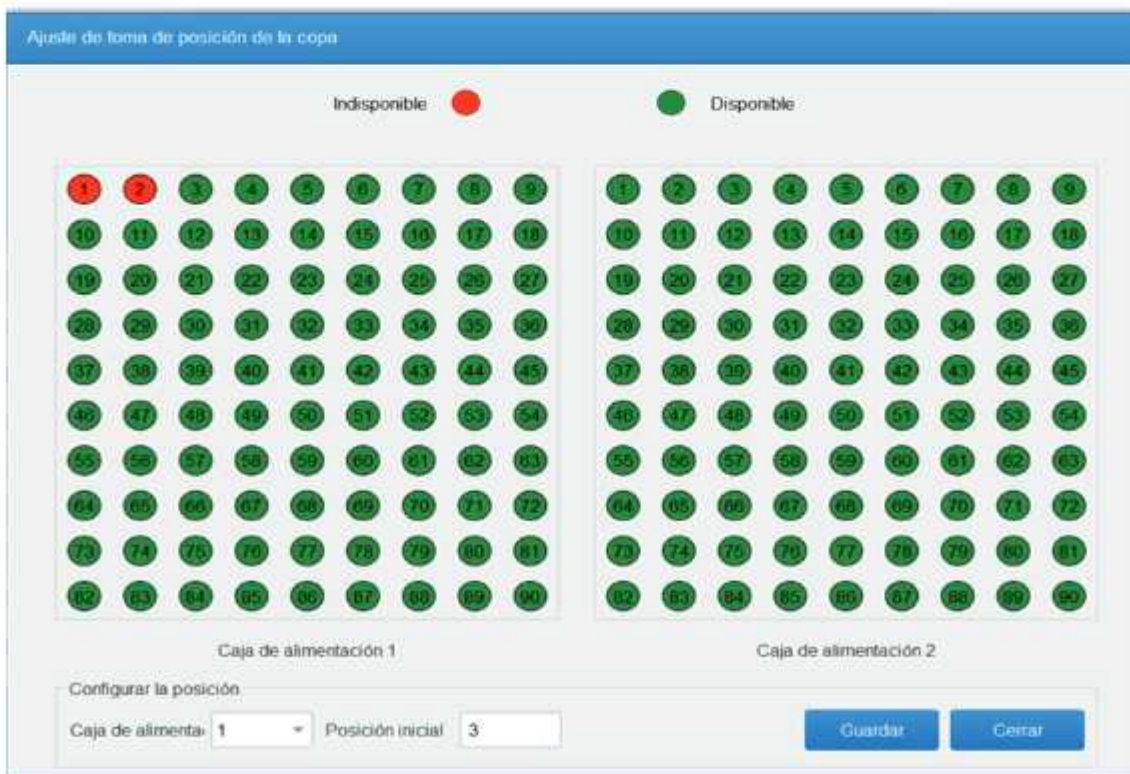 Ajuste de toma de posición de la copa
Indisponible Disponible
1 2 3 4 5 6 7 8 9 1 2 3 4 5 6 7 8 9
10 11 12 13 14 15 16 17 18 10 11 12 13 14 15 16 17 18
19 20 21 22 23 24 25 26 27 19 20 21 22 23 24 25 26 27
28 29 30 31 32 33 34 35 36 28 29 30 31 32 33 34 35 36
37 38 39 40 41 42 43 44 45 37 38 39 40 41 42 43 44 45
46 47 48 49 50 51 52 53 54 46 47 48 49 50 51 52 53 54
55 56 57 58 59 60 61 62 63 55 56 57 58 59 60 61 62 63
64 65 66 67 68 69 70 71 72 64 65 66 67 68 69 70 71 72
73 74 75 76 77 78 79 80 81 73 74 75 76 77 78 79 80 81
82 83 84 85 86 87 88 89 90 82 83 84 85 86 87 88 89 90
Caja de alimentación 1 Caja de alimentación 2
Configurar la posición
Caja de alimenta 1 Posición inicial 3 Guardar Cerrar